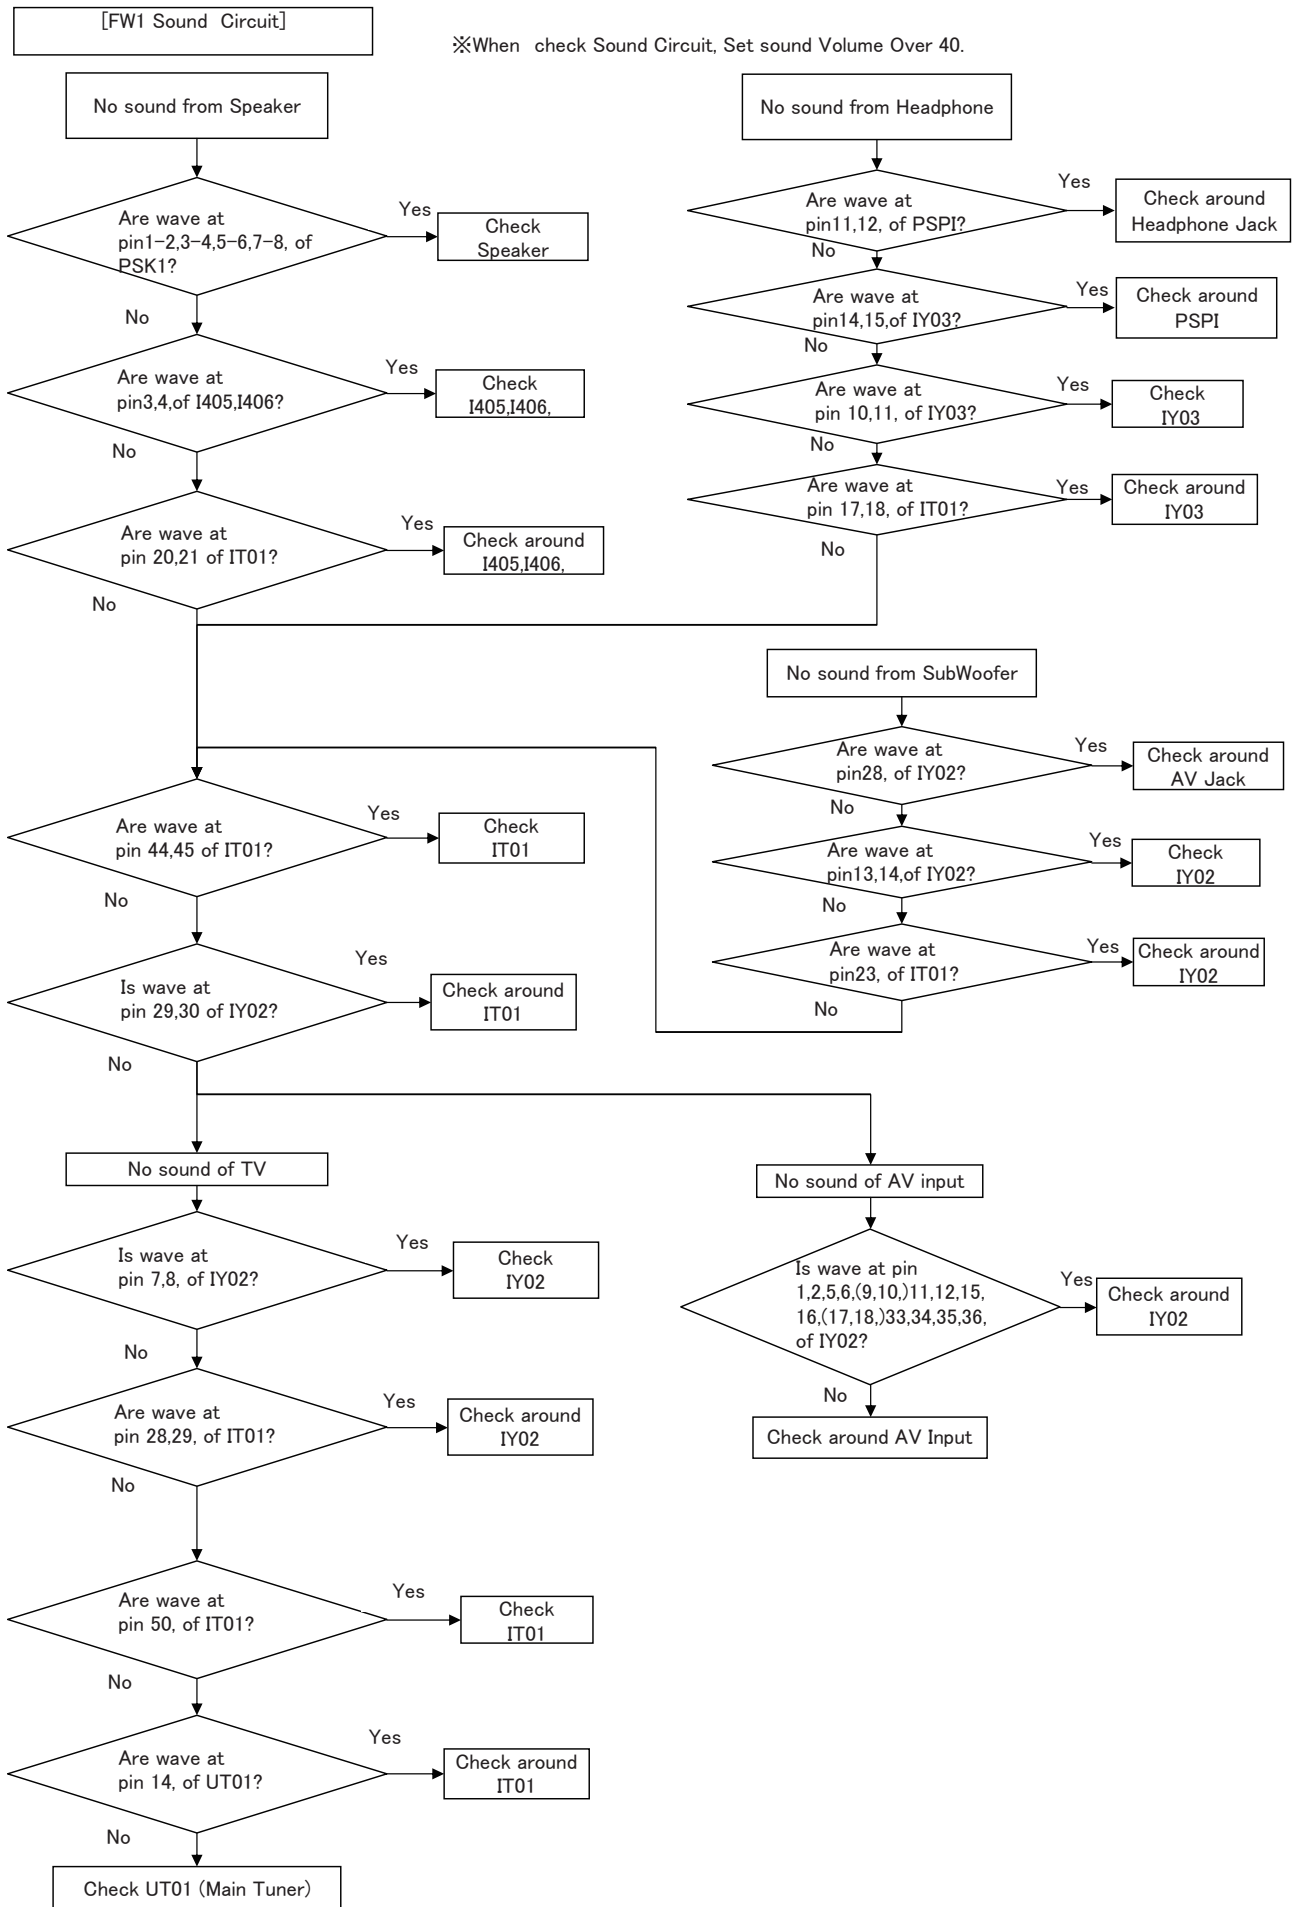 [FW1 Sound Circuit]
※When check Sound Circuit, Set sound Volume Over 40.
No sound from Speaker
Are wave at
pin1-2,3-4,5-6,7-8, of
PSK1?
Yes
Check
Speaker
No
Are wave at
pin3,4,of I405,I406?
Yes
Check
I405,I406,
No
Are wave at
pin 20,21 of IT01?
Yes
Check around
I405,I406,
No
No sound from Headphone
Are wave at
pin11,12, of PSPI?
Yes
Check around
Headphone Jack
No
Are wave at
pin14,15,of IY03?
Yes
Check around
PSPI
No
Are wave at
pin 10,11, of IY03?
Yes
Check
IY03
No
Are wave at
pin 17,18, of IT01?
Yes
Check around
IY03
No
No sound from SubWoofer
Are wave at
pin28, of IY02?
Yes
Check around
AV Jack
No
Are wave at
pin13,14,of IY02?
Yes
Check
IY02
No
Are wave at
pin23, of IT01?
Yes
Check around
IY02
No
Are wave at
pin 44,45 of IT01?
Yes
Check
IT01
No
Is wave at
pin 29,30 of IY02?
Yes
Check around
IT01
No
No sound of TV
Is wave at
pin 7,8, of IY02?
Yes
Check
IY02
No
Are wave at
pin 28,29, of IT01?
Yes
Check around
IY02
No
Are wave at
pin 50, of IT01?
Yes
Check
IT01
No
Are wave at
pin 14, of UT01?
Yes
Check around
IT01
No
Check UT01 (Main Tuner)
No sound of AV input
Is wave at pin
1,2,5,6,(9,10,)11,12,15,
16,(17,18,)33,34,35,36,
of IY02?
Yes
Check around
IY02
No
Check around AV Input